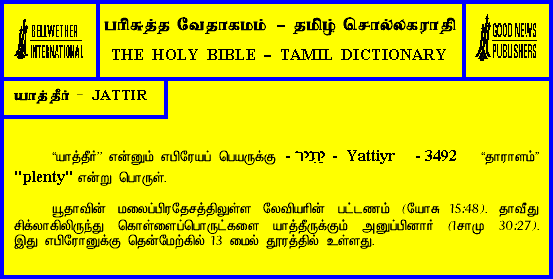 BELLWETHER
INTERNATIONAL
பரிசுத்த வேதாகமம் – தமிழ் சொல்லகராதி
THE HOLY BIBLE – TAMIL DICTIONARY
GOOD NEWS
PUBLISHERS
யாத்தீர் - JATTIR
“யாத்தீர்” என்னும் எபிரேயப் பெயருக்கு - יַתִּיר - Yattiyr - 3492 “தாராளம்”
"plenty" என்று பொருள்.
யூதாவின் மலைப்பிரதேசத்திலுள்ள லேவியரின் பட்டணம் (யோசு 15:48). தாவீது
சிக்லாகிலிருந்து கொள்ளைப்பொருட்களை யாத்தீருக்கும் அனுப்பினார் (1சாமு 30:27).
இது எபிரோனுக்கு தென்மேற்கில் 13 மைல் தூரத்தில் உள்ளது.